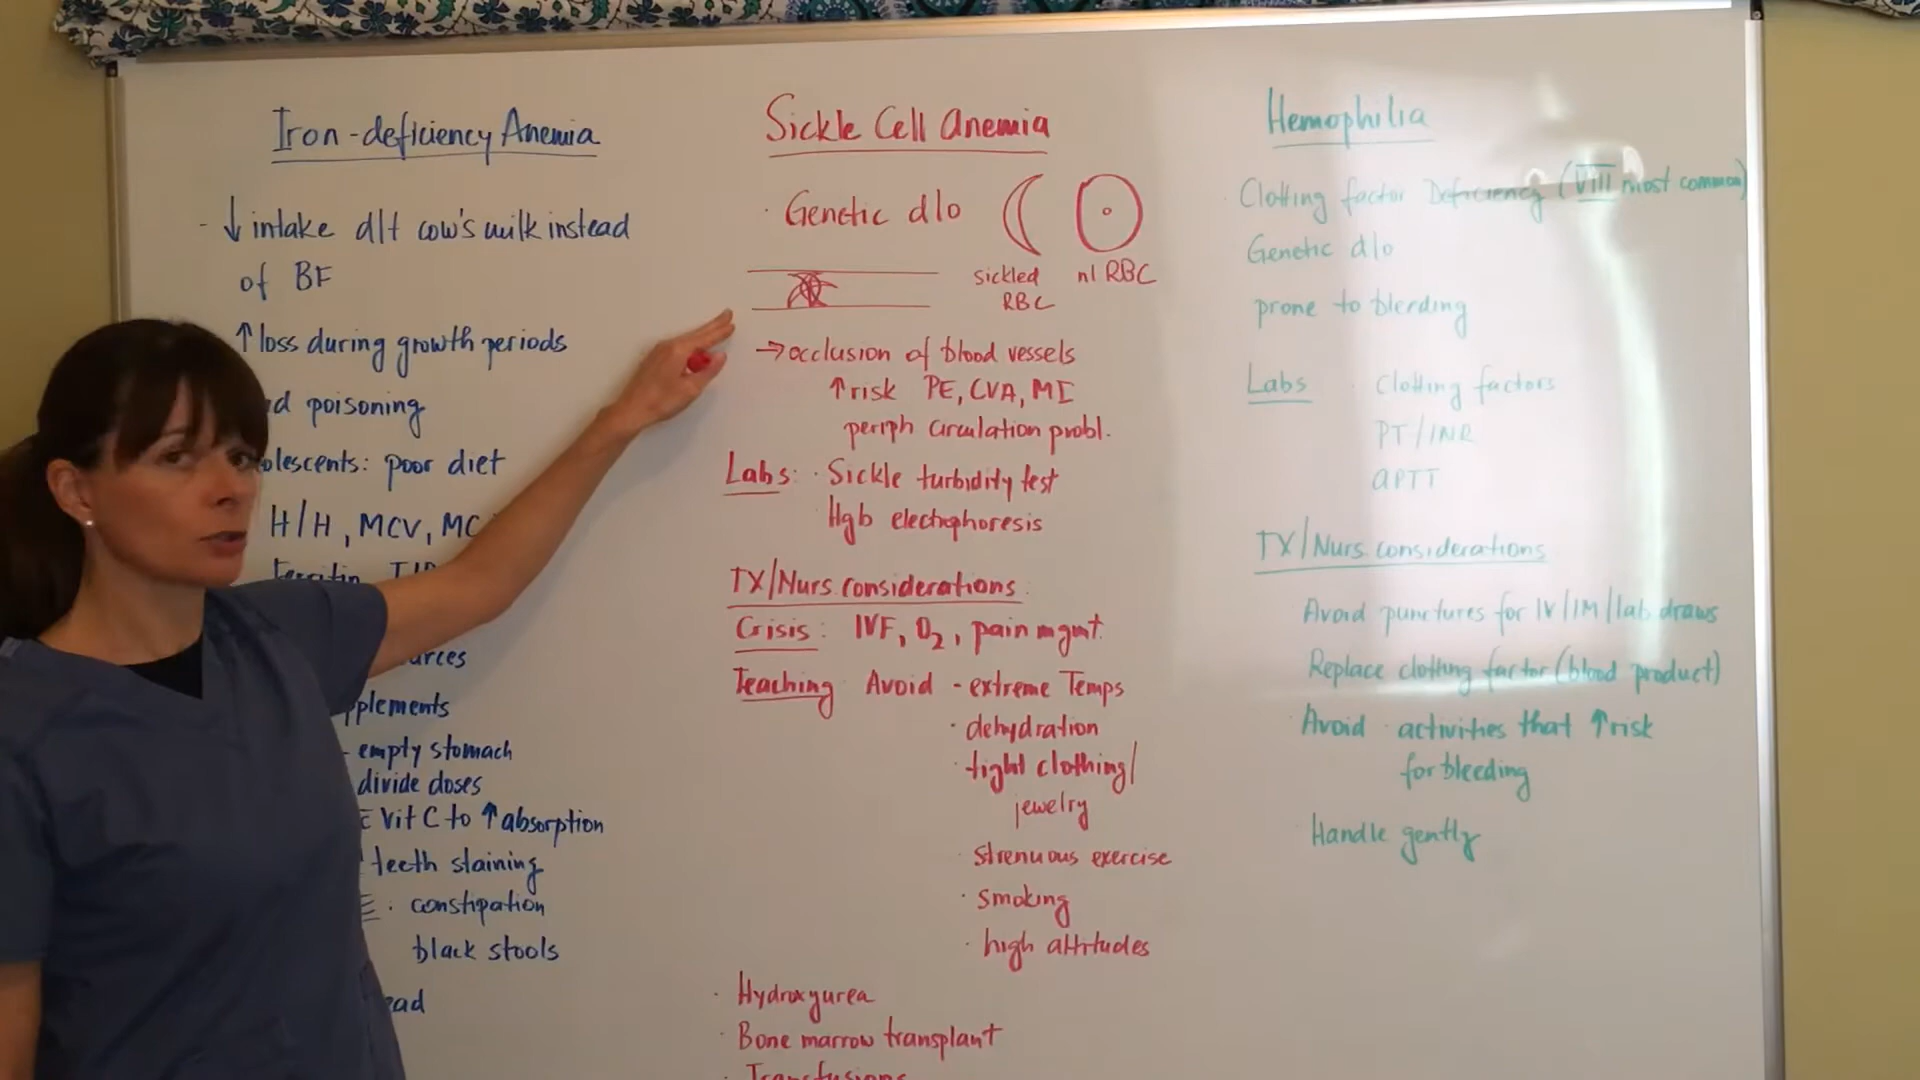 Iron-deficiency Anemia
- ↓ intake d/t cow's milk instead
of BF
↑ loss during growth periods
poisoning
poor diet
H/H, MCV,
empty stomach
divide doses
Vit C to ↑ absorption
teeth staining
constipation
black stools
Sickle Cell Anemia
· Genetic d/o
sickled
RBC
nl RBC
→ occlusion of blood vessels
↑ risk PE, CVA, MI
periph circulation probl.
Labs: · Sickle turbidity test
Hgb electrophoresis
TX/Nurs considerations
Crisis: IVF, O2, pain mgmt.
Teaching Avoid - extreme Temps
· dehydration
· tight clothing/
jewelry
· Strenuous exercise
· smoking
· high altitudes
· Hydroxyurea
· Bone marrow transplant
· Transfusions
Hemophilia
· Clotting factor Deficiency (VIII most common)
Genetic d/o
prone to bleeding
Labs · Clotting factors
PT/INR
aPTT
TX/Nurs. considerations
Avoid punctures for IV/IM/lab draws
Replace clotting factor (blood product)
· Avoid activities that ↑ risk
for bleeding
· Handle gently